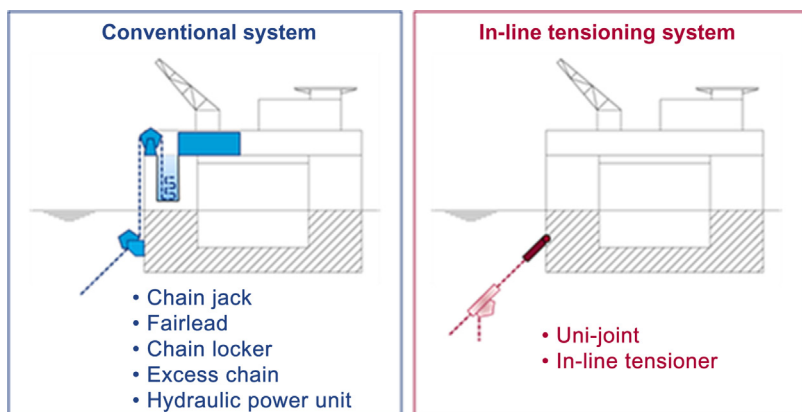 Conventional system
• Chain jack
• Fairlead
• Chain locker
• Excess chain
• Hydraulic power unit
In-line tensioning system
• Uni-joint
• In-line tensioner